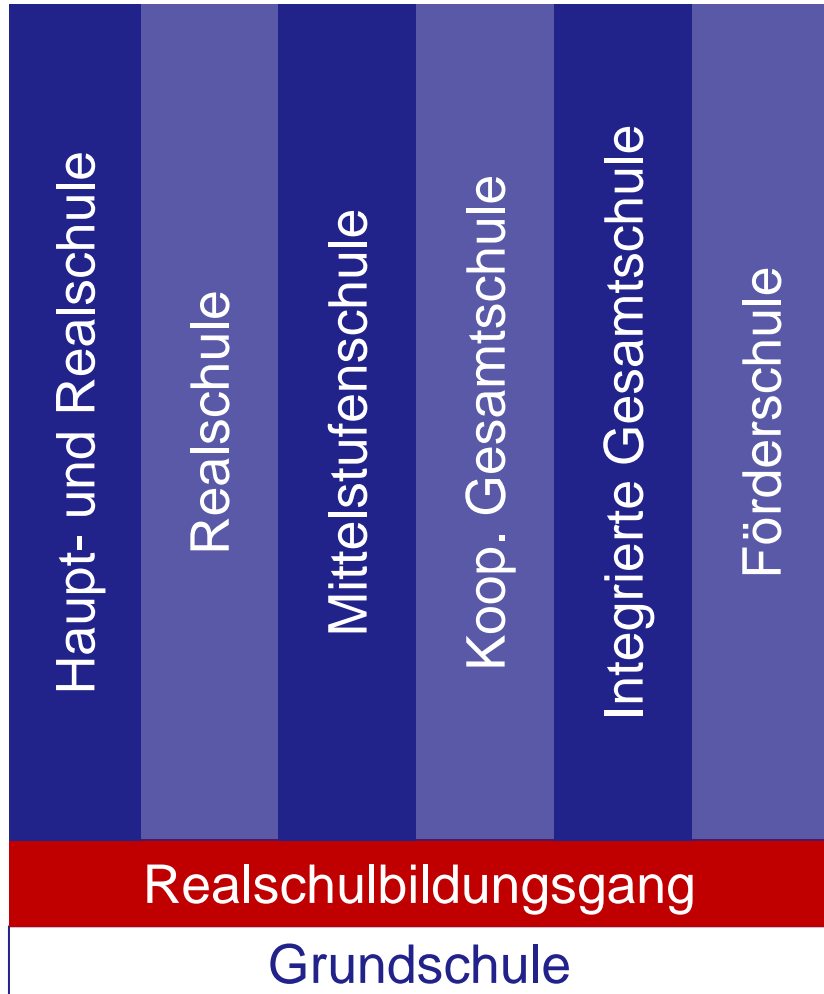 Haupt- und Realschule
Realschule
Mittelstufenschule
Koop. Gesamtschule
Integrierte Gesamtschule
Förderschule
Realschulbildungsgang
Grundschule